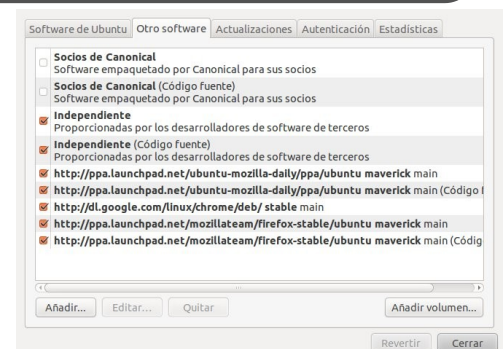 Software de Ubuntu Otro software Actualizaciones Autenticación Estadísticas
Socios de Canonical
Software empaquetado por Canonical para sus socios
Socios de Canonical (Código fuente)
Software empaquetado por Canonical para sus socios
Independiente
Proporcionadas por los desarrolladores de software de terceros
Independiente (Código fuente)
Proporcionadas por los desarrolladores de software de terceros
http://ppa.launchpad.net/ubuntu-mozilla-daily/ppa/ubuntu maverick main
http://ppa.launchpad.net/ubuntu-mozilla-daily/ppa/ubuntu maverick main (Código
http://dl.google.com/linux/chrome/deb/ stable main
http://ppa.launchpad.net/mozillateam/firefox-stable/ubuntu maverick main
http://ppa.launchpad.net/mozillateam/firefox-stable/ubuntu maverick main (Códig
Añadir... Editar... Quitar Añadir volumen...
Revertir Cerrar